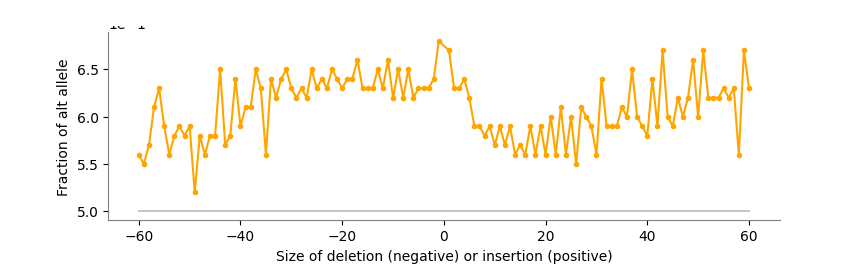 6.5
6.0
5.5
5.0
Fraction of alt allele
−60 −40 −20 0 20 40 60
Size of deletion (negative) or insertion (positive)